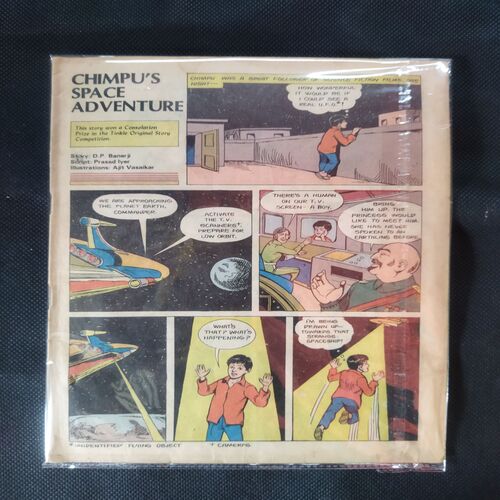 CHIMPU'S
SPACE
ADVENTURE
This story won a Consolation
Prize in the Tinkle Original Story
Competition.
Story: D.P. Banerji
Script: Prasad Iyer
Illustrations: Ajit Vasaikar
CHIMPU WAS A GREAT FOLLOWER OF SCIENCE FICTION FILMS. ONE
NIGHT—
HOW WONDERFUL
IT WOULD BE IF
I COULD SEE A
REAL U.F.O.*!
WE ARE APPROACHING
THE PLANET EARTH,
COMMANDER.
ACTIVATE
THE T.V.
SCANNERS+.
PREPARE FOR
LOW ORBIT.
THERE'S A HUMAN
ON OUR T.V.
SCREEN- A BOY.
BRING
HIM UP. THE
PRINCESS WOULD
LIKE TO MEET HIM.
SHE HAS NEVER
SPOKEN TO AN
EARTHLING BEFORE.
WHAT'S
THAT? WHAT'S
HAPPENING?
I'M BEING
DRAWN UP—
TOWARDS THAT
STRANGE
SPACESHIP!
* UNIDENTIFIED FLYING OBJECT + CAMERAS